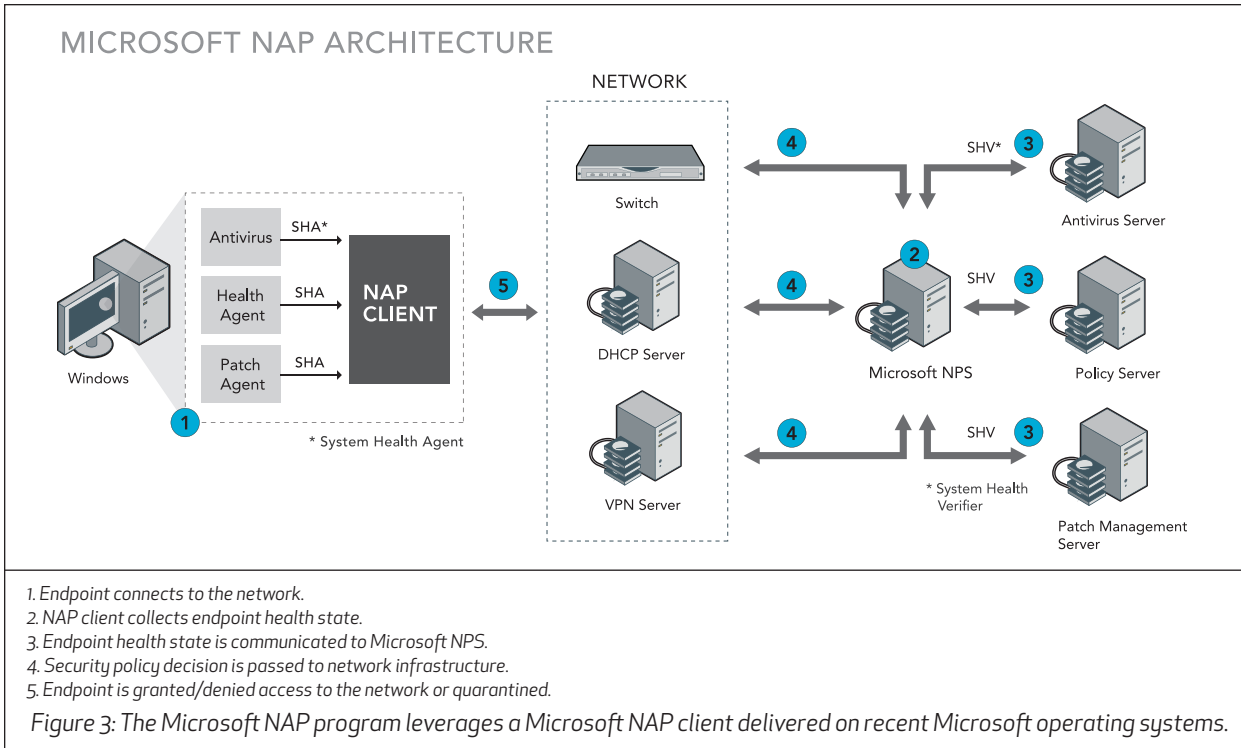 MICROSOFT NAP ARCHITECTURE
NETWORK
Windows
1
Antivirus
SHA*
Health
Agent
SHA
Patch
Agent
SHA
NAP
CLIENT
* System Health Agent
5
Switch
DHCP Server
VPN Server
4
4
4
2
Microsoft NPS
SHV*
3
Antivirus Server
SHV
3
Policy Server
SHV
3
* System Health
Verifier
Patch Management
Server
1. Endpoint connects to the network.
2. NAP client collects endpoint health state.
3. Endpoint health state is communicated to Microsoft NPS.
4. Security policy decision is passed to network infrastructure.
5. Endpoint is granted/denied access to the network or quarantined.
Figure 3: The Microsoft NAP program leverages a Microsoft NAP client delivered on recent Microsoft operating systems.